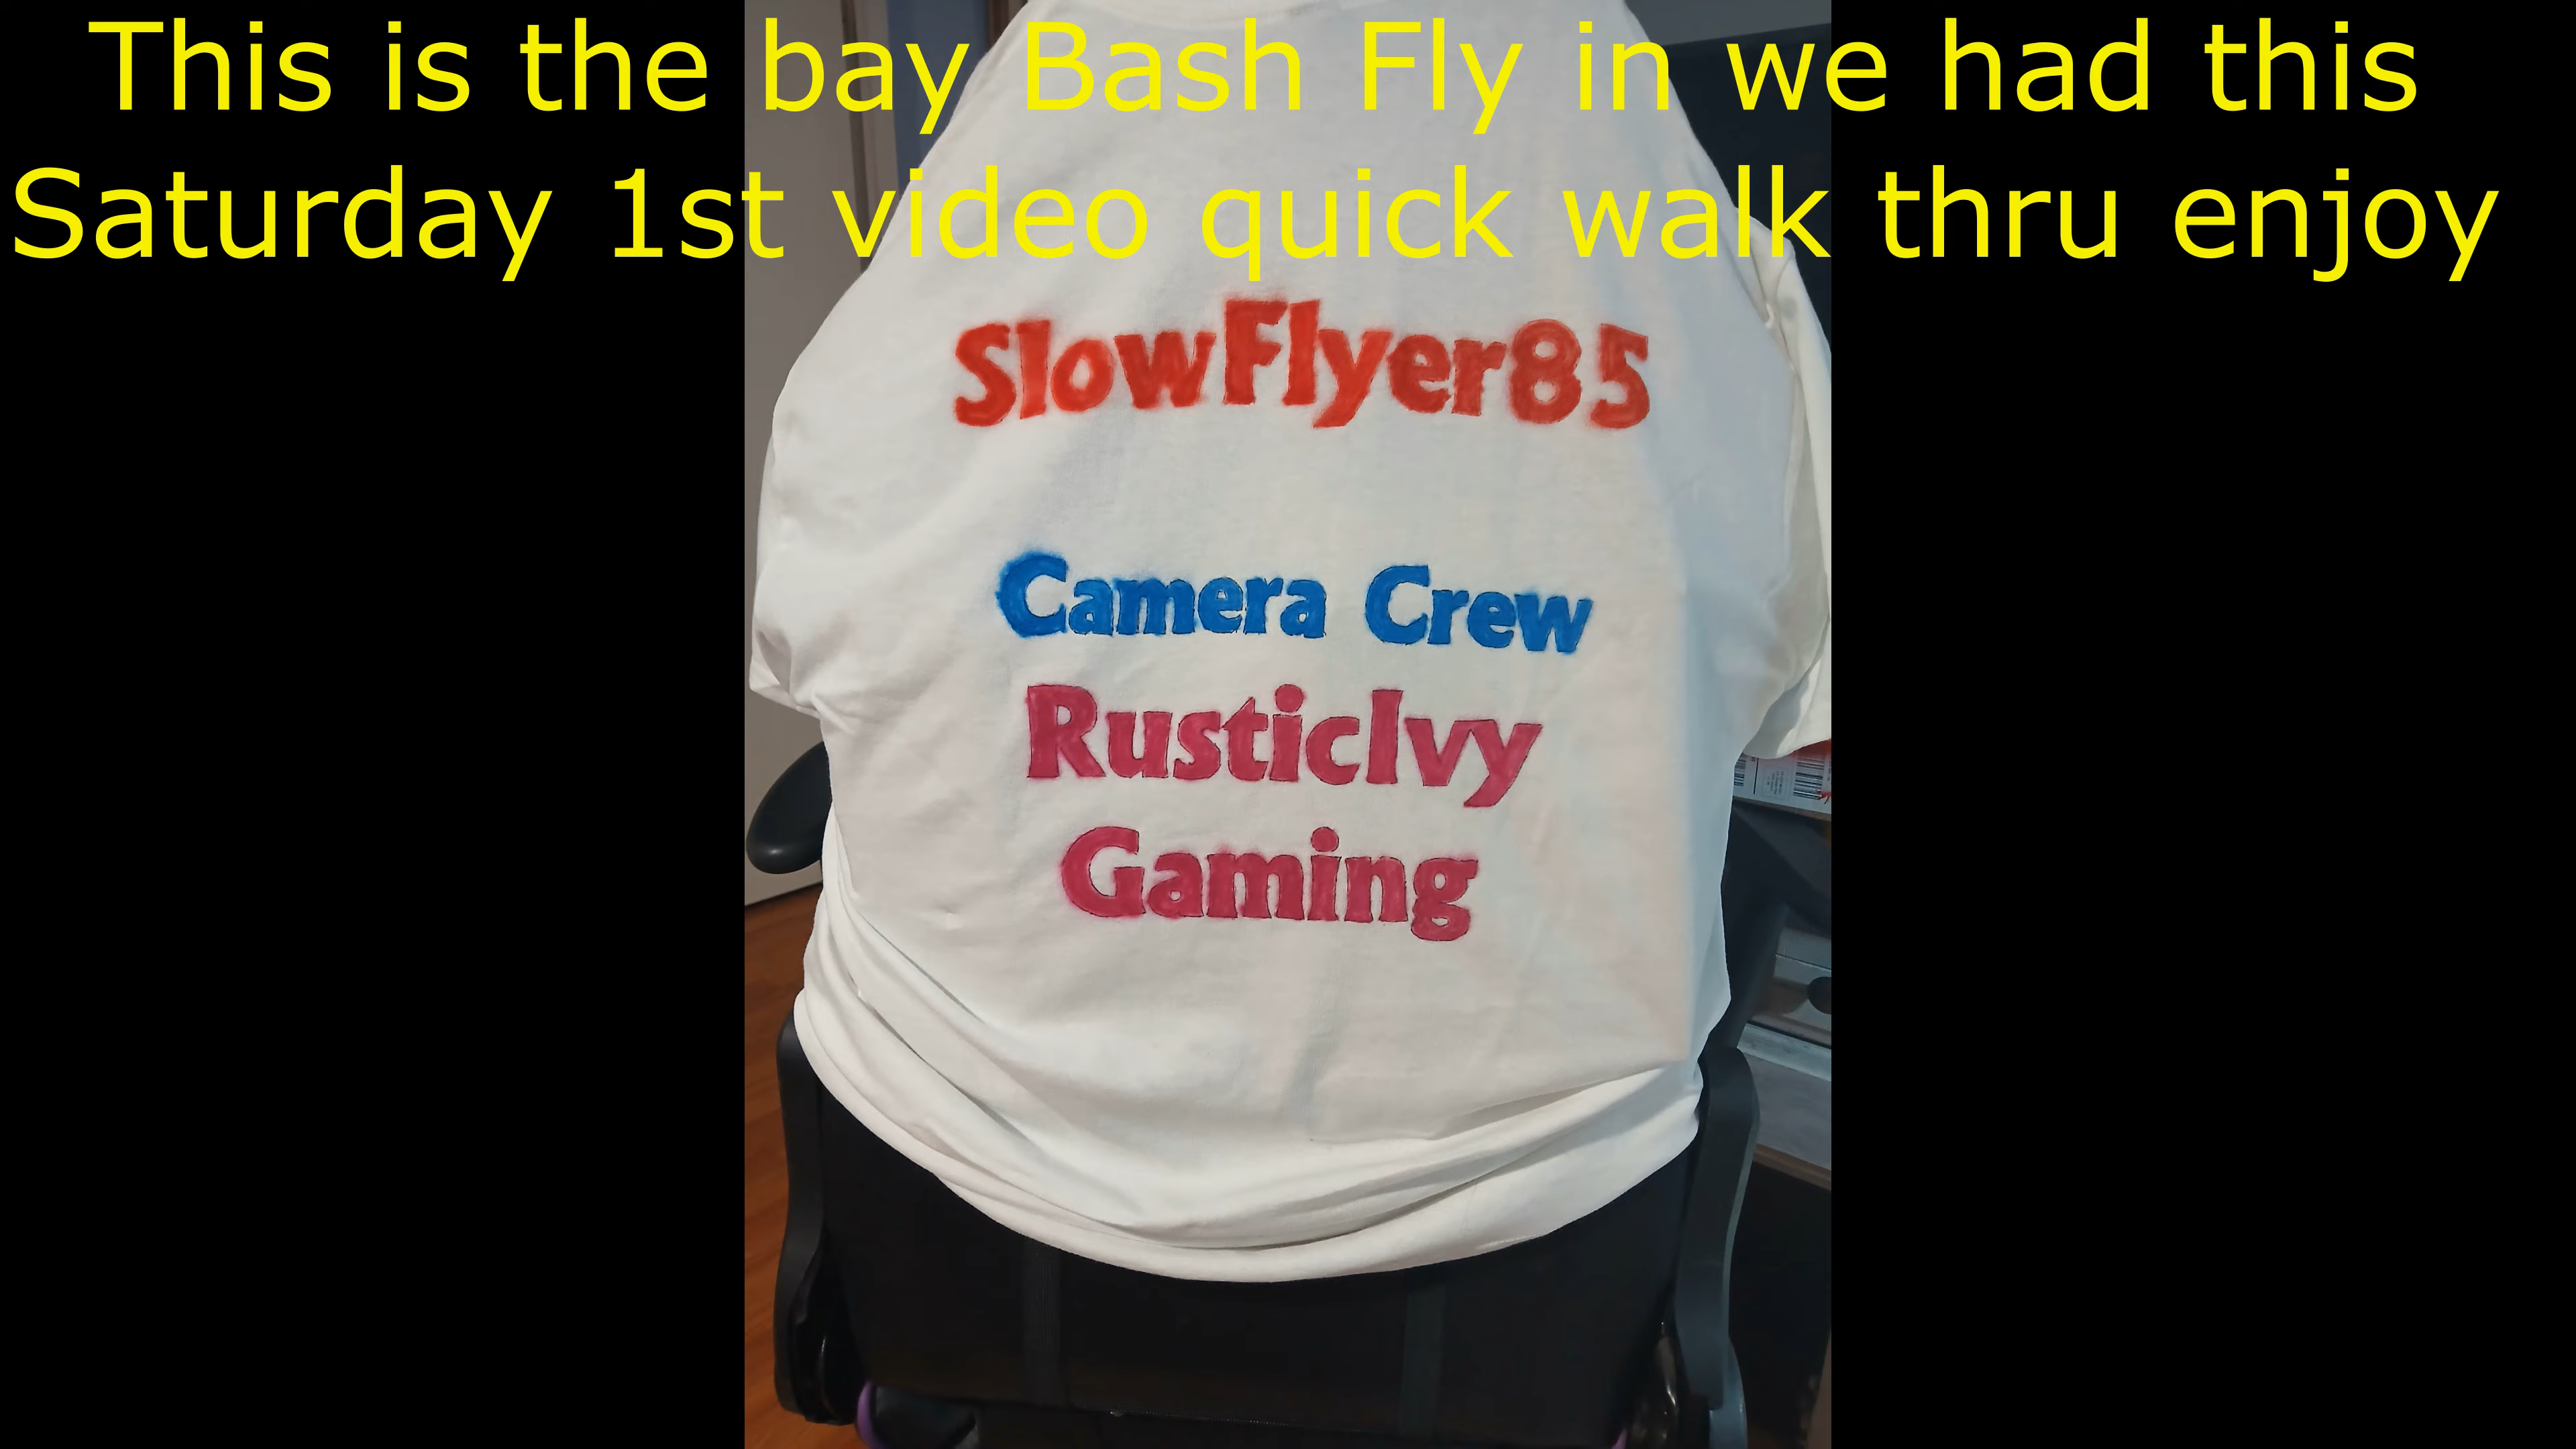 This is the bay Bash Fly in we had this
Saturday 1st video quick walk thru enjoy
SlowFlyer85
Camera Crew
RusticIvy
Gaming